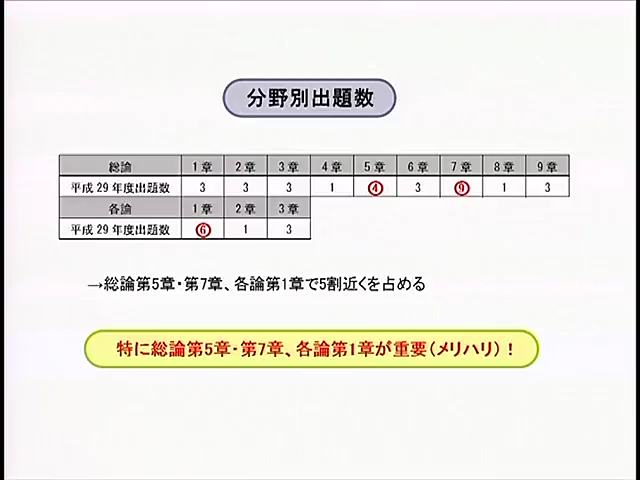 分野別出題数
総論 1章 2章 3章 4章 5章 6章 7章 8章 9章
平成29年度出題数 3 3 3 1 4 3 9 1 3
各論 1章 2章 3章
平成29年度出題数 6 1 3
→総論第5章・第7章、各論第1章で5割近くを占める
特に総論第5章・第7章、各論第1章が重要(メリハリ)!